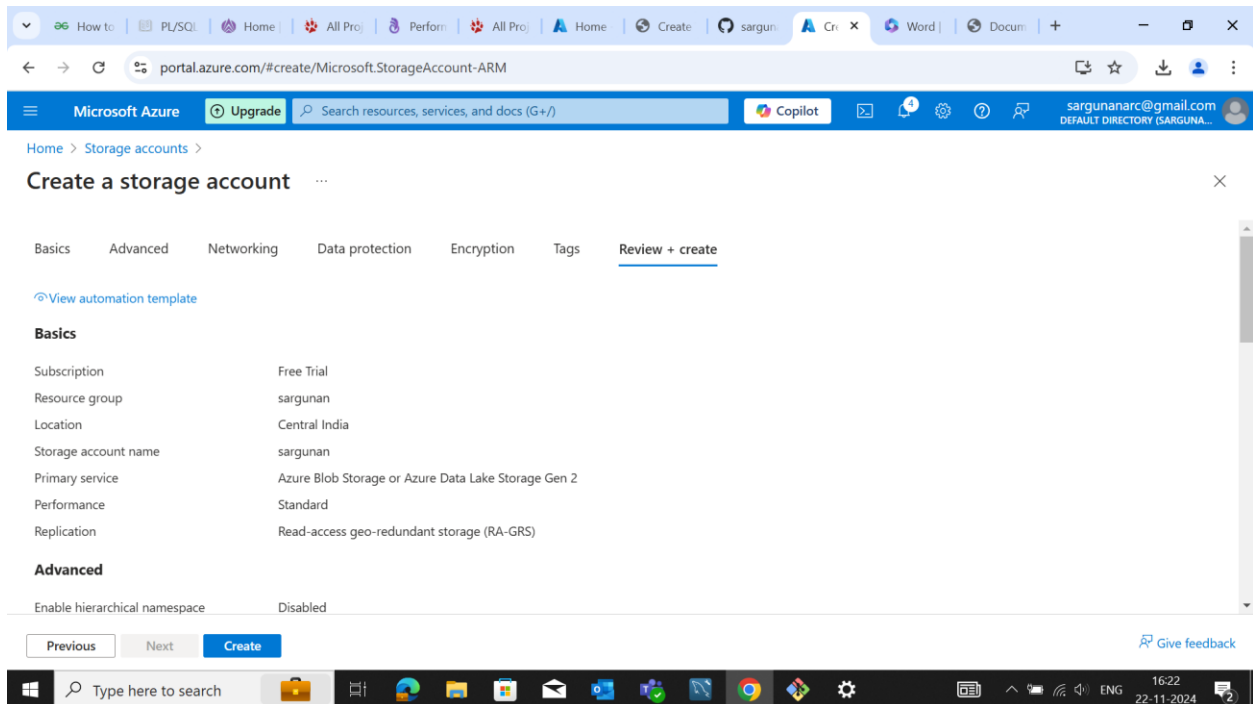 How to PL/SQL Home All Proj Perform All Proj Home Create sargun Cre Word Docum
portal.azure.com/#create/Microsoft.StorageAccount-ARM
Microsoft Azure Upgrade Search resources, services, and docs (G+/) Copilot 4 sargunanarc@gmail.com
DEFAULT DIRECTORY (SARGUNA...
Home > Storage accounts >
Create a storage account ...
Basics Advanced Networking Data protection Encryption Tags Review + create
View automation template
Basics
Subscription Free Trial
Resource group sargunan
Location Central India
Storage account name sargunan
Primary service Azure Blob Storage or Azure Data Lake Storage Gen 2
Performance Standard
Replication Read-access geo-redundant storage (RA-GRS)
Advanced
Enable hierarchical namespace Disabled
Previous Next Create Give feedback
Type here to search ENG 16:22
22-11-2024 2